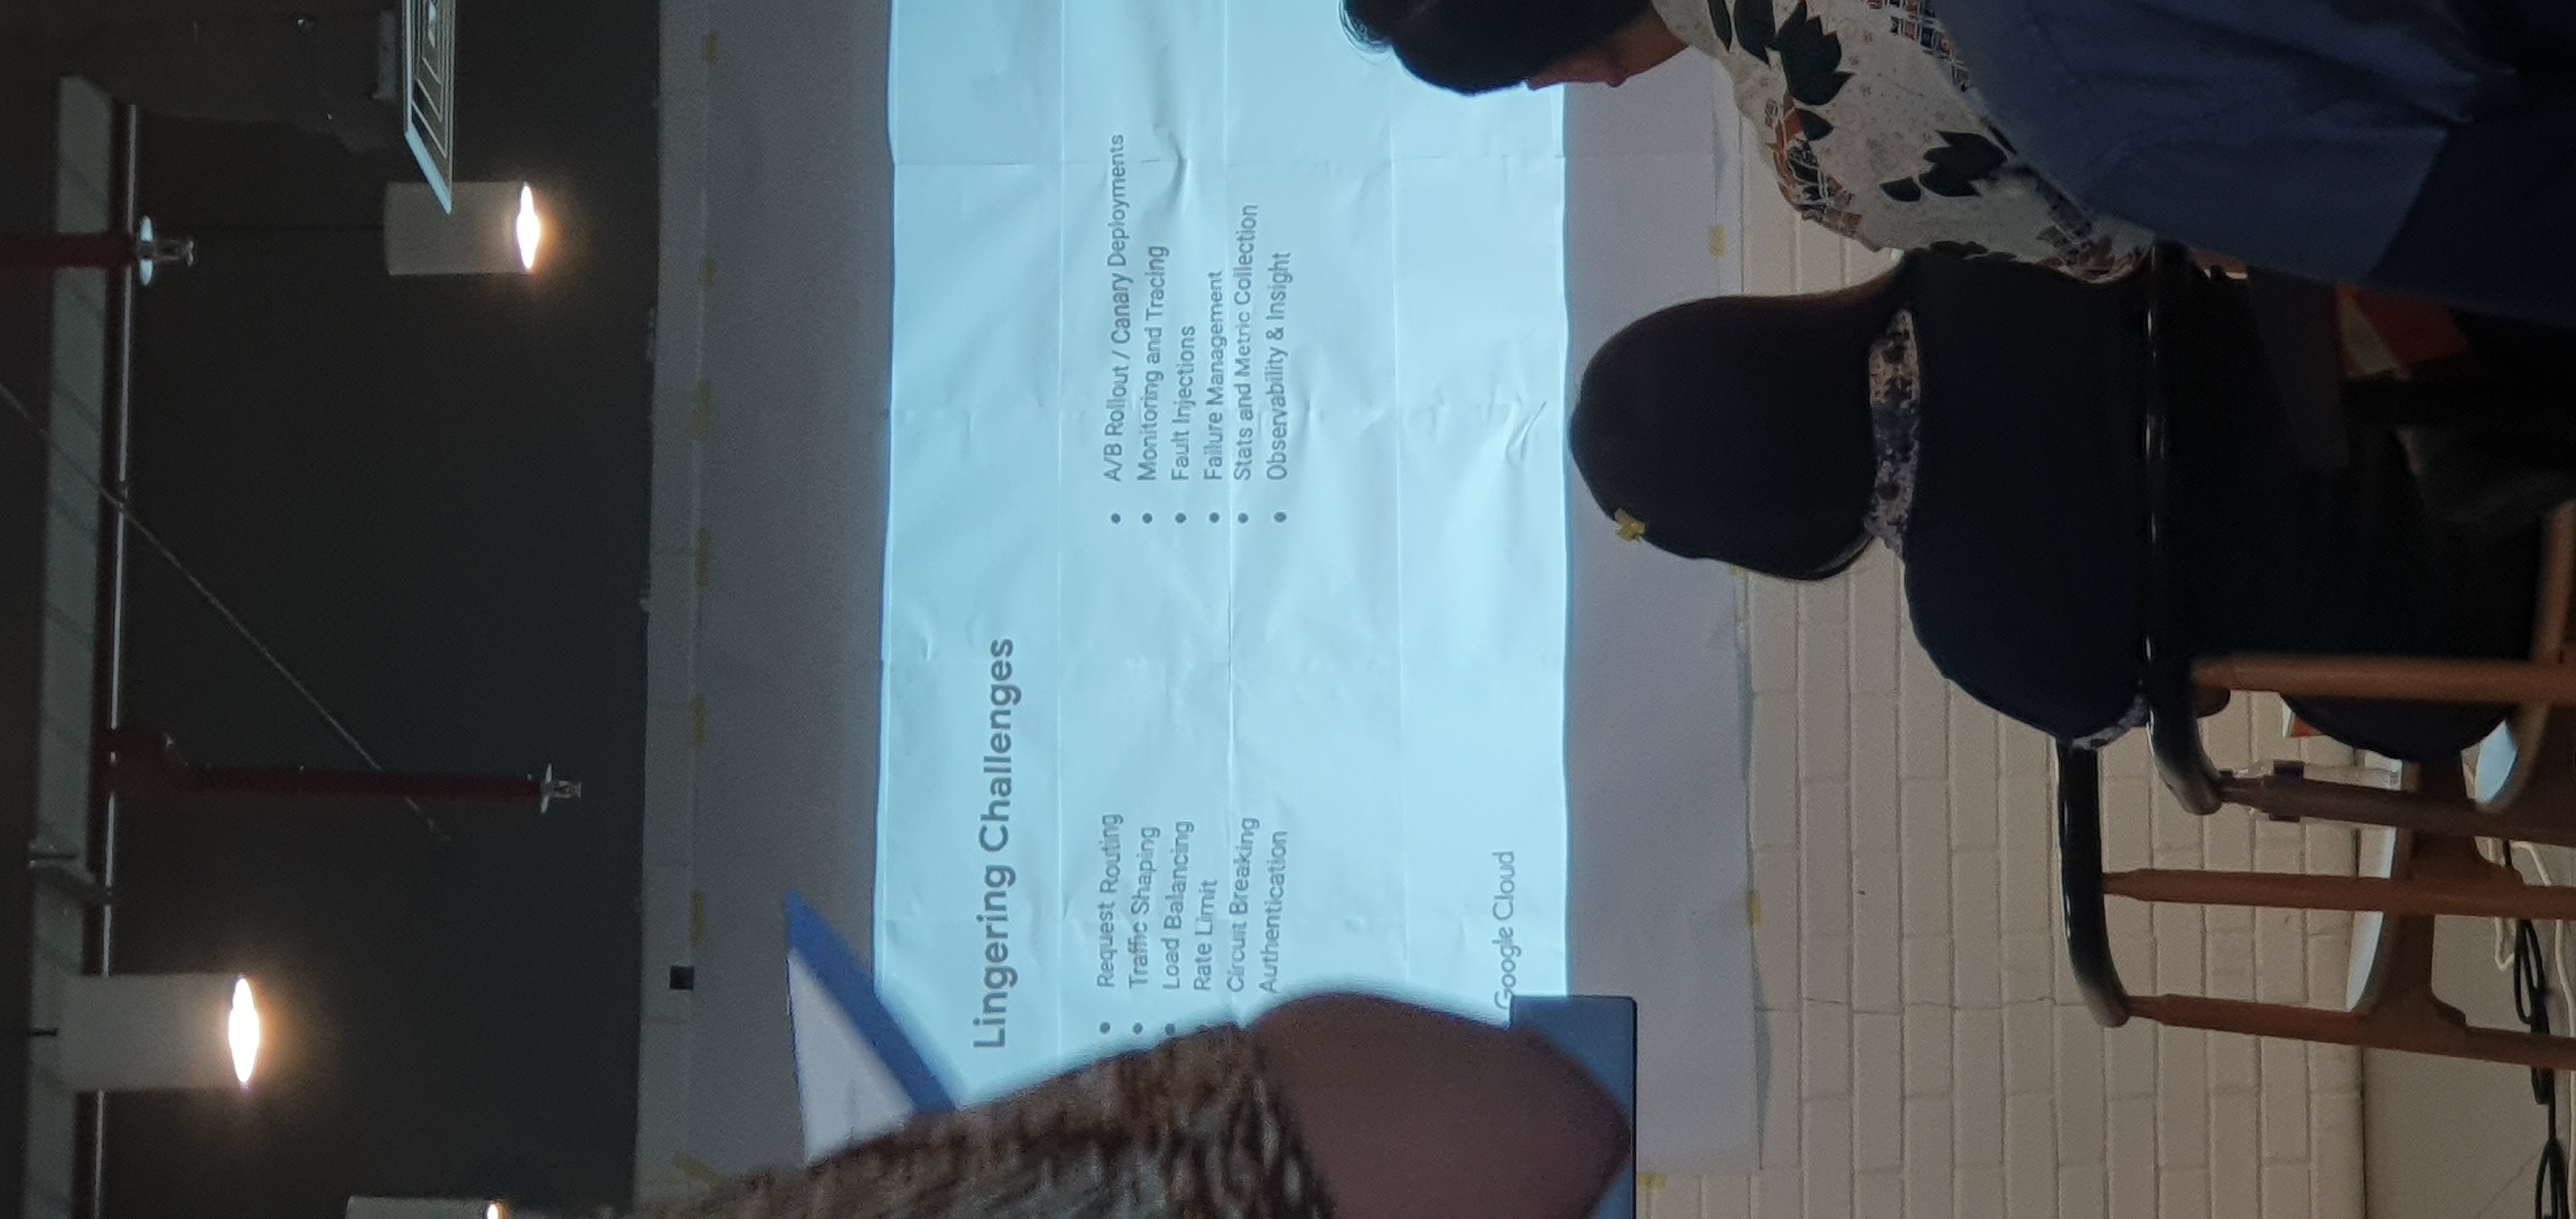 Lingering Challenges
Request Routing
Traffic Shaping
Load Balancing
Rate Limit
Circuit Breaking
Authentication
A/B Rollout / Canary Deployments
Monitoring and Tracing
Fault Injections
Failure Management
Stats and Metric Collection
Observability & Insight
Google Cloud